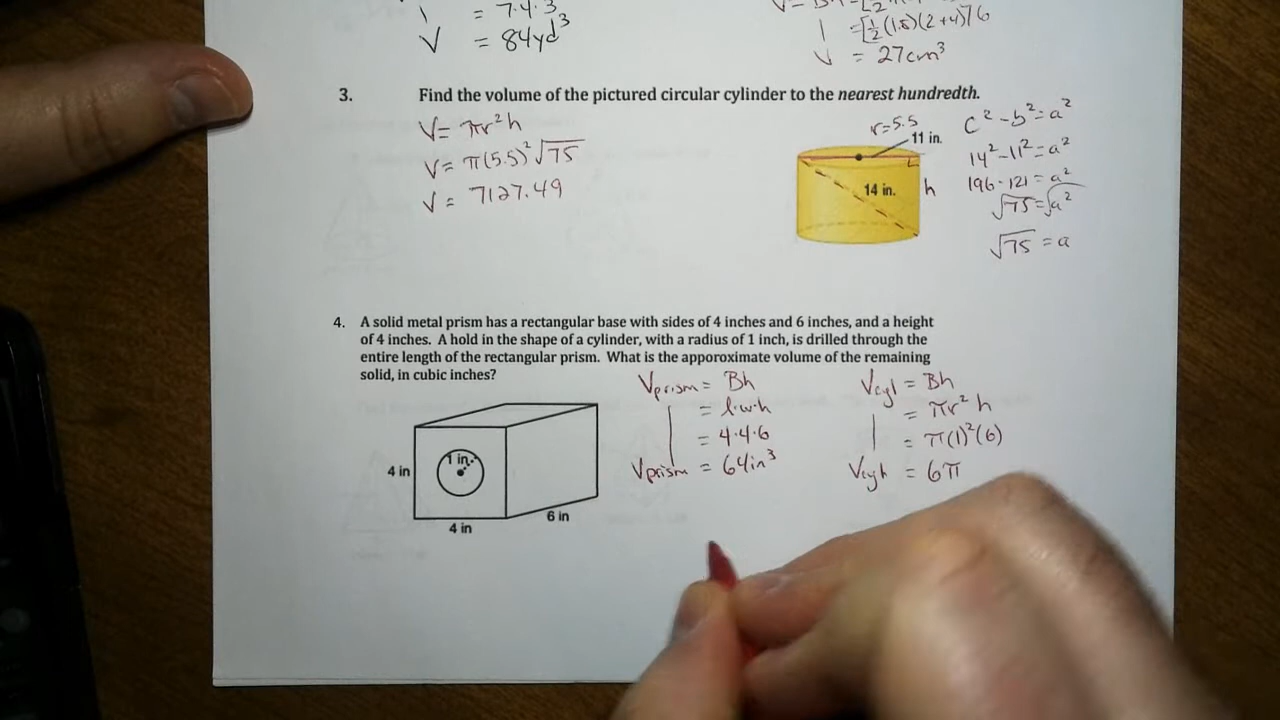 = 7·4·3
V = 84yd³
= [½(1.5)(2+4)]6
V = 27cm³
3. Find the volume of the pictured circular cylinder to the nearest hundredth.
V = πr²h
V = π(5.5)²√75
V = 7127.49
r=5.5
11 in.
14 in.
h
c² - b² = a²
14² - 11² = a²
196 - 121 = a²
√75 = √a²
√75 = a
4. A solid metal prism has a rectangular base with sides of 4 inches and 6 inches, and a height
of 4 inches. A hold in the shape of a cylinder, with a radius of 1 inch, is drilled through the
entire length of the rectangular prism. What is the apporoximate volume of the remaining
solid, in cubic inches?
4 in
1 in.
4 in
6 in
Vprism = Bh
= l·w·h
= 4·4·6
Vprism = 64in³
Vcyl = Bh
= πr²h
= π(1)²(6)
Vcyl = 6π